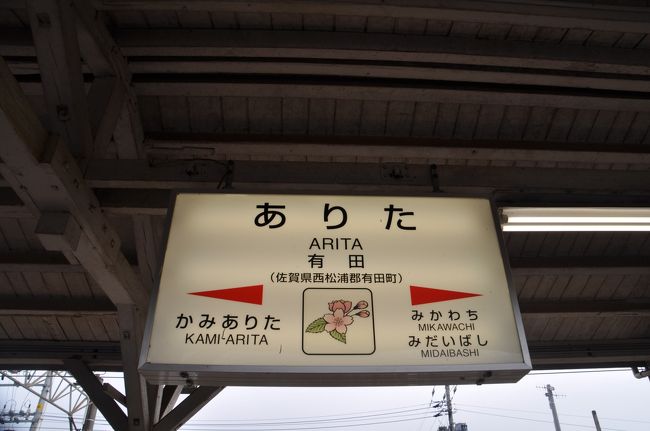 ありた
ARITA
有田
(佐賀県西松浦郡有田町)
かみありた
KAMI-ARITA
みかわち
MIKAWACHI
みだいばし
MIDAIBASHI